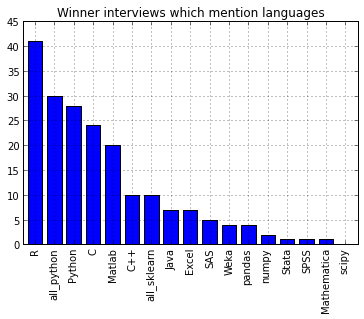 Winner interviews which mention languages
45
40
35
30
25
20
15
10
5
0
R
all_python
Python
C
Matlab
C++
all_sklearn
Java
Excel
SAS
Weka
pandas
numpy
Stata
SPSS
Mathematica
scipy